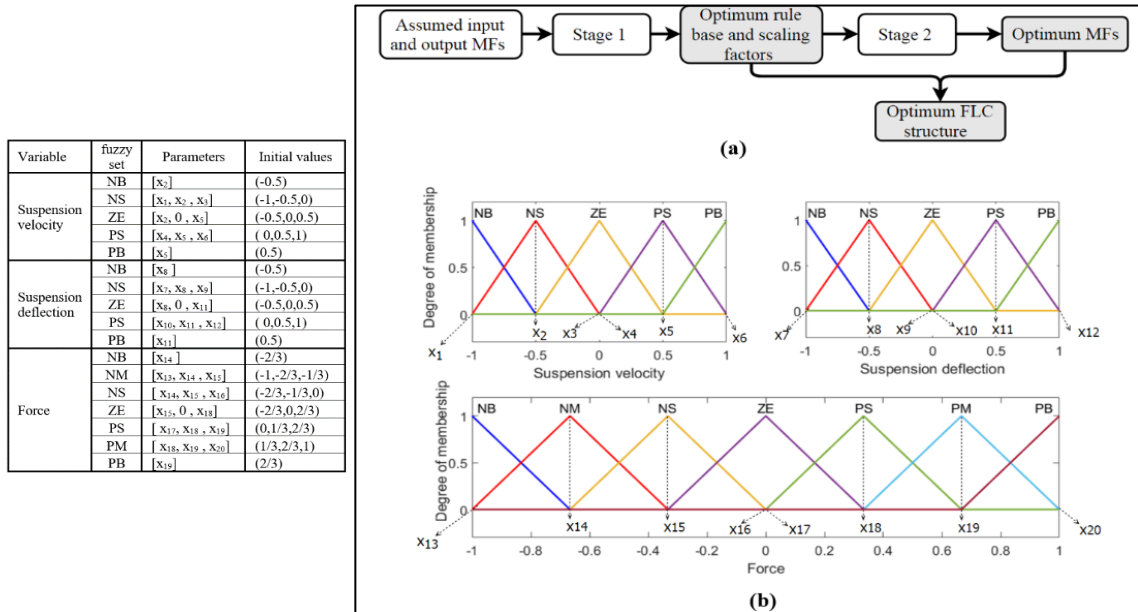 Variable fuzzy set Parameters Initial values
Suspension velocity NB [x₂] (-0.5)
NS [x₁, x₂ , x₃] (-1,-0.5,0)
ZE [x₂, 0 , x₅] (-0.5,0,0.5)
PS [x₄, x₅ , x₆] ( 0,0.5,1)
PB [x₅] (0.5)
Suspension deflection NB [x₈ ] (-0.5)
NS [x₇, x₈ , x₉] (-1,-0.5,0)
ZE [x₈, 0 , x₁₁] (-0.5,0,0.5)
PS [x₁₀, x₁₁ , x₁₂] ( 0,0.5,1)
PB [x₁₁] (0.5)
Force NB [x₁₄ ] (-2/3)
NM [x₁₃, x₁₄ , x₁₅] (-1,-2/3,-1/3)
NS [ x₁₄, x₁₅ , x₁₆] (-2/3,-1/3,0)
ZE [x₁₅, 0 , x₁₈] (-2/3,0,2/3)
PS [ x₁₇, x₁₈ , x₁₉] (0,1/3,2/3)
PM [ x₁₈, x₁₉ , x₂₀] (1/3,2/3,1)
PB [x₁₉] (2/3)
Assumed input
and output MFs
Stage 1
Optimum rule
base and scaling
factors
Stage 2
Optimum MFs
Optimum FLC
structure
(a)
NB NS ZE PS PB
Degree of membership
1
0.5
0
x₁ x₂ x₃ x₄ x₅ x₆
-1 -0.5 0 0.5 1
Suspension velocity
NB NS ZE PS PB
1
0.5
0
x7 x8 x9 x10 x11 x12
-1 -0.5 0 0.5 1
Suspension deflection
NB NM NS ZE PS PM PB
Degree of membership
1
0.5
0
x13 x14 x15 x16 x17 x18 x19 x20
-1 -0.8 -0.6 -0.4 -0.2 0 0.2 0.4 0.6 0.8 1
Force
(b)